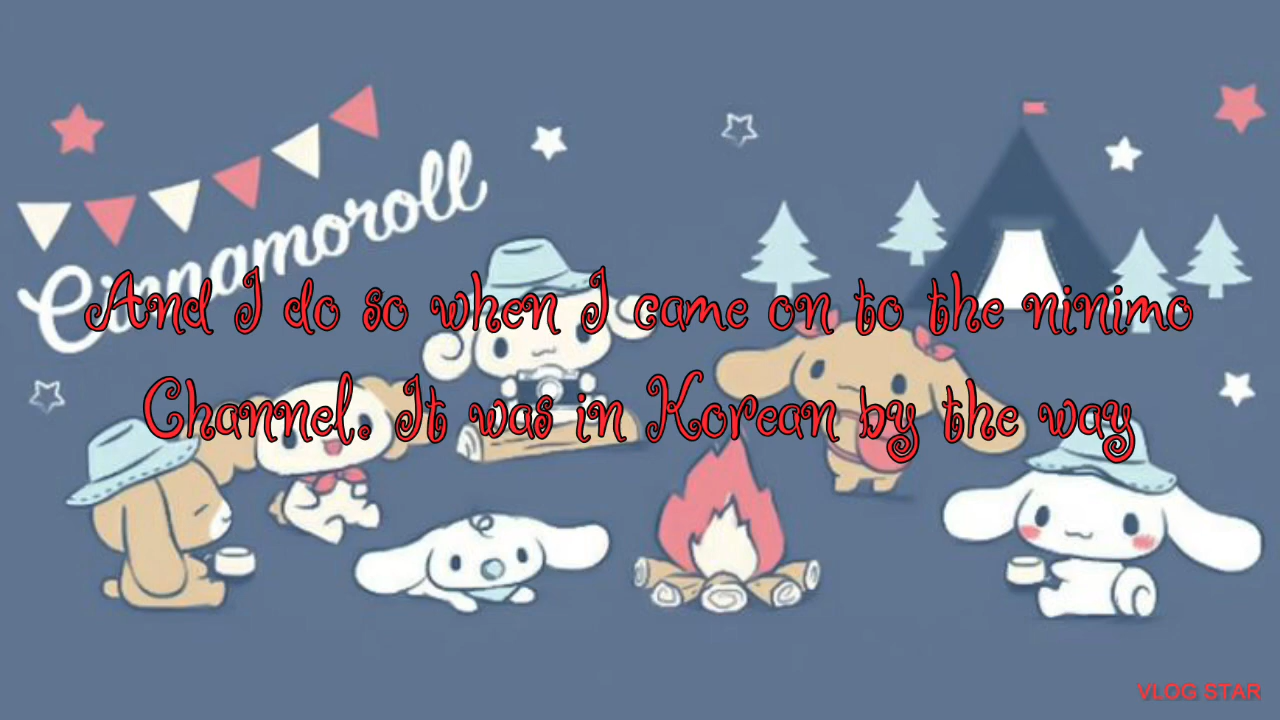 Cinnamoroll
And I do so when I came on to the ninimo
Channel. It was in Korean by the way
VLOG STAR